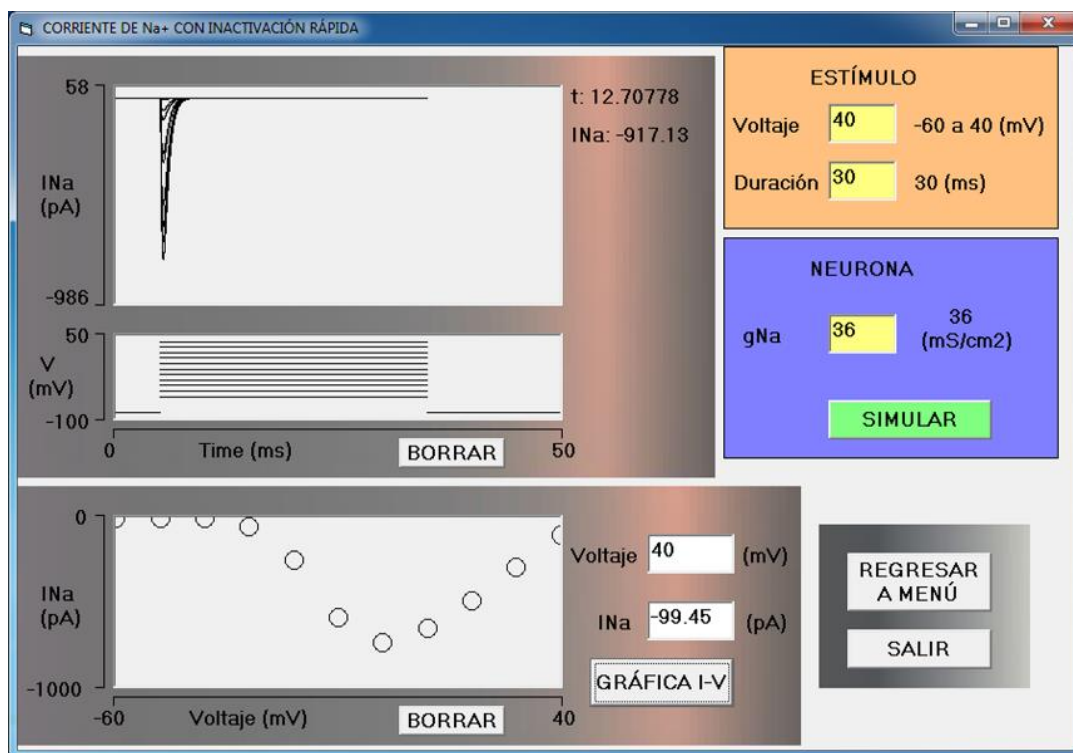 CORRIENTE DE Na+ CON INACTIVACIÓN RÁPIDA
58
INa
(pA)
-986
t: 12.70778
INa: -917.13
50
V
(mV)
-100
0
Time (ms)
BORRAR
50
ESTÍMULO
Voltaje
40
-60 a 40 (mV)
Duración
30
30 (ms)
NEURONA
gNa
36
36
(mS/cm2)
SIMULAR
0
INa
(pA)
-1000
-60
Voltaje (mV)
BORRAR
40
Voltaje
40
(mV)
INa
-99.45
(pA)
GRÁFICA I-V
REGRESAR
A MENÚ
SALIR